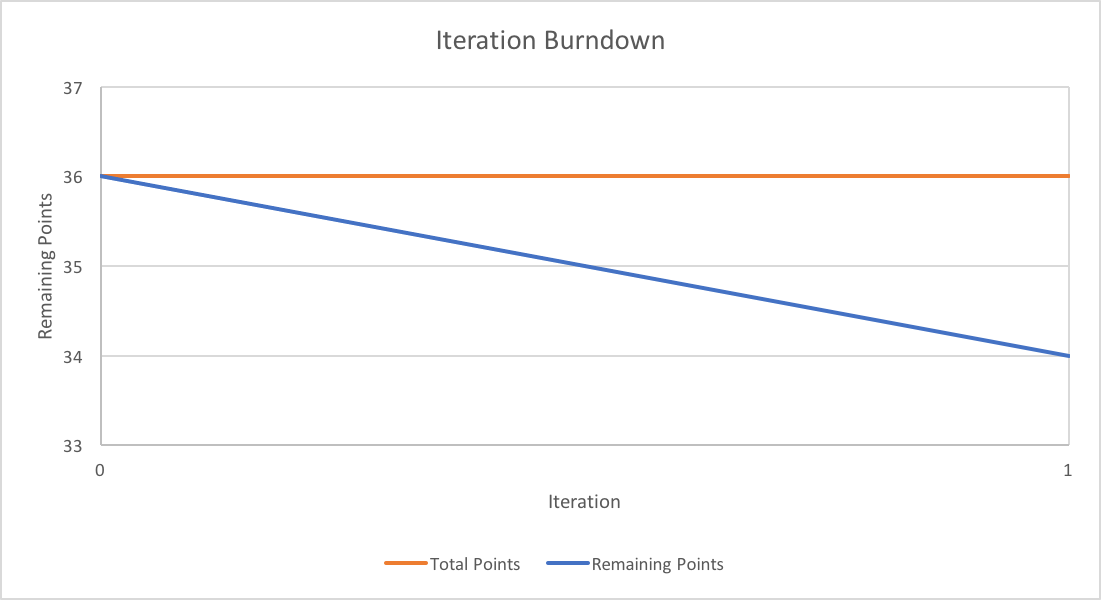 Iteration Burndown
37
36
35
34
33
Remaining Points
0
1
Iteration
Total Points
Remaining Points